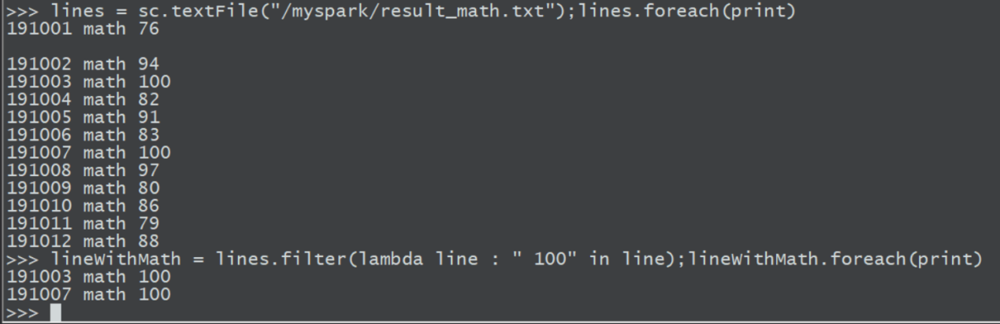 >>> lines = sc.textFile("/myspark/result_math.txt");lines.foreach(print)
191001 math 76
191002 math 94
191003 math 100
191004 math 82
191005 math 91
191006 math 83
191007 math 100
191008 math 97
191009 math 80
191010 math 86
191011 math 79
191012 math 88
>>> lineWithMath = lines.filter(lambda line : " 100" in line);lineWithMath.foreach(print)
191003 math 100
191007 math 100
>>>